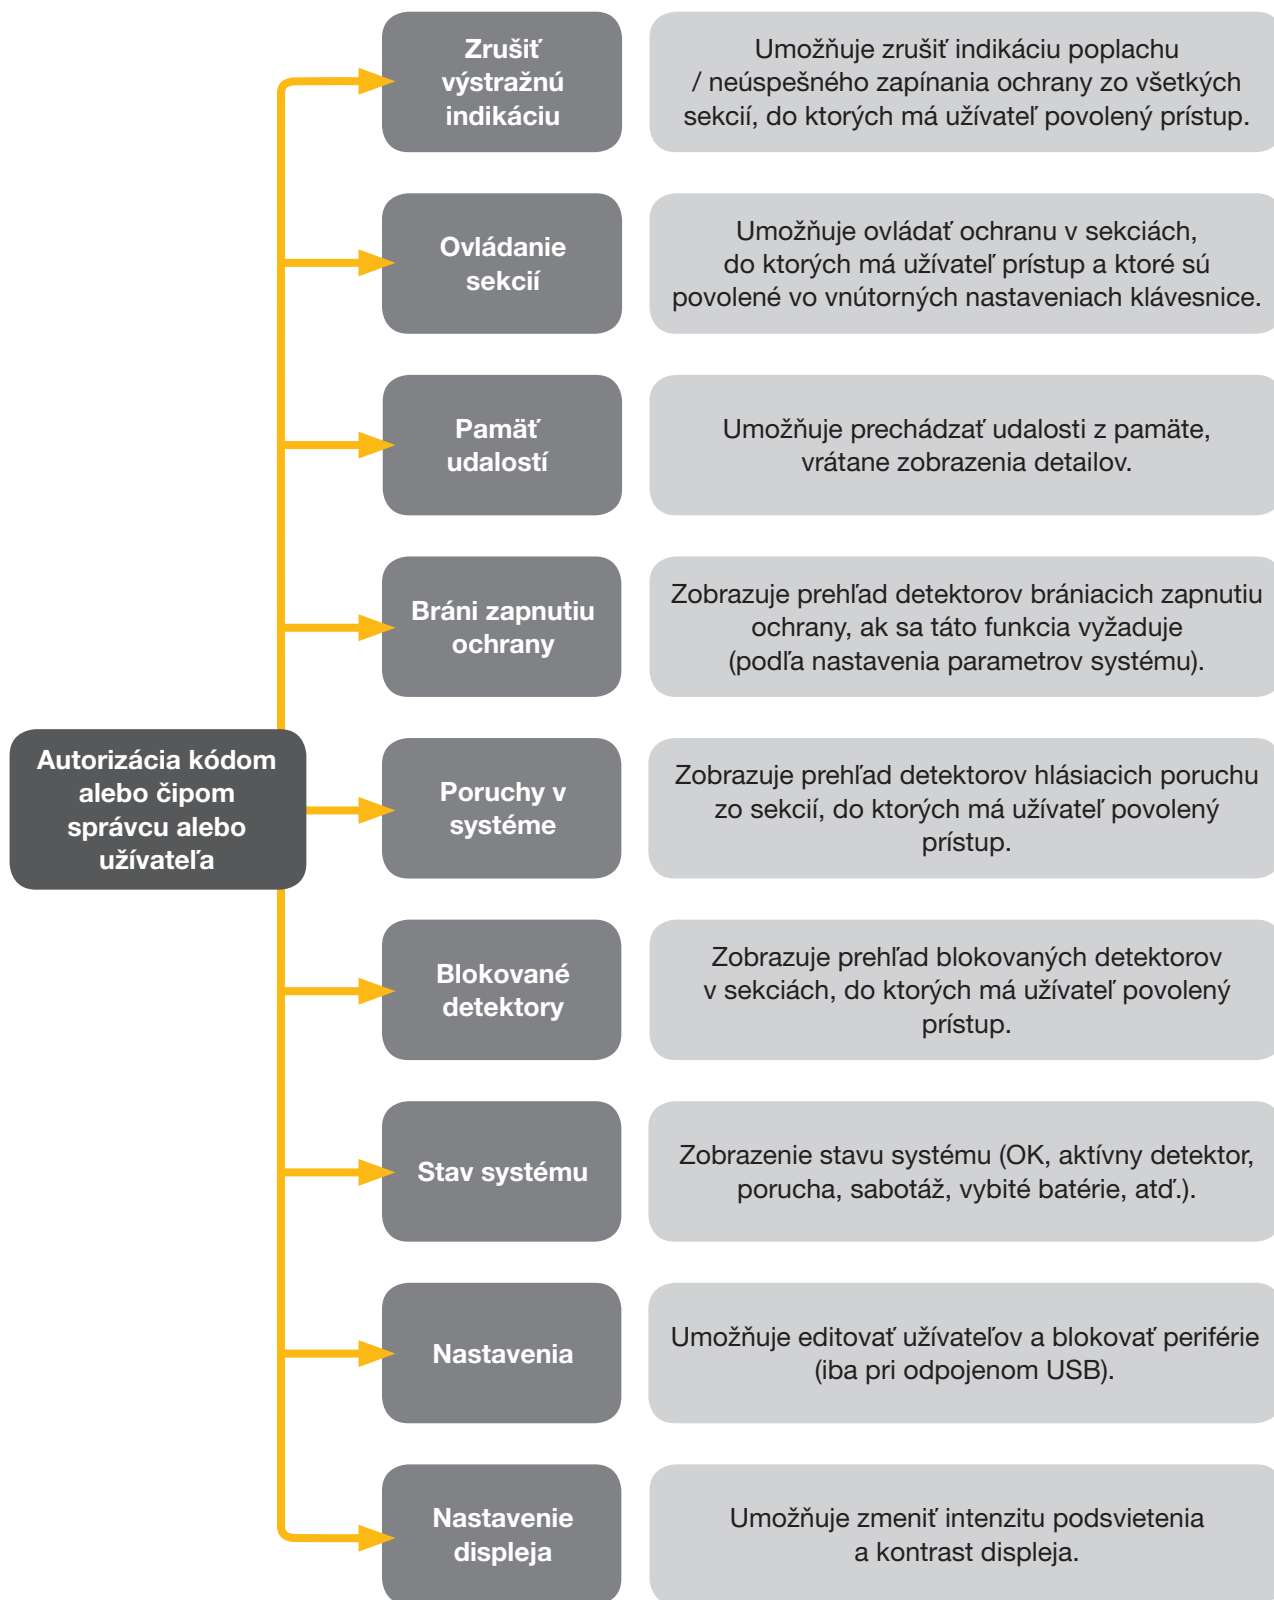 Zrušiť
výstražnú
indikáciu
Umožňuje zrušiť indikáciu poplachu
/ neúspešného zapínania ochrany zo všetkých
sekcií, do ktorých má užívateľ povolený prístup.
Ovládanie
sekcií
Umožňuje ovládať ochranu v sekciách,
do ktorých má užívateľ prístup a ktoré sú
povolené vo vnútorných nastaveniach klávesnice.
Pamäť
udalostí
Umožňuje prechádzať udalosti z pamäte,
vrátane zobrazenia detailov.
Bráni zapnutiu
ochrany
Zobrazuje prehľad detektorov brániacich zapnutiu
ochrany, ak sa táto funkcia vyžaduje
(podľa nastavenia parametrov systému).
Autorizácia kódom
alebo čipom
správcu alebo
užívateľa
Poruchy v
systéme
Zobrazuje prehľad detektorov hlásiacich poruchu
zo sekcií, do ktorých má užívateľ povolený
prístup.
Blokované
detektory
Zobrazuje prehľad blokovaných detektorov
v sekciách, do ktorých má užívateľ povolený
prístup.
Stav systému
Zobrazenie stavu systému (OK, aktívny detektor,
porucha, sabotáž, vybité batérie, atď.).
Nastavenia
Umožňuje editovať užívateľov a blokovať periférie
(iba pri odpojenom USB).
Nastavenie
displeja
Umožňuje zmeniť intenzitu podsvietenia
a kontrast displeja.